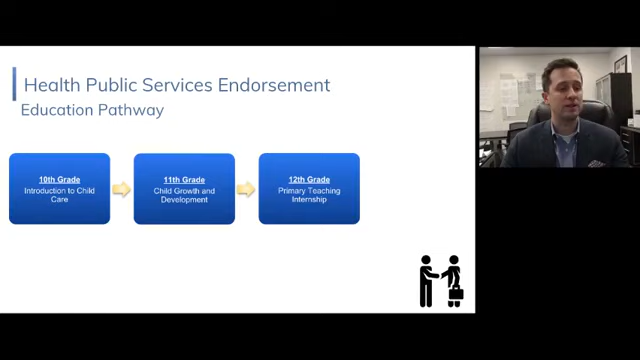 Health Public Services Endorsement
Education Pathway
10th Grade
Introduction to Child
Care
11th Grade
Child Growth and
Development
12th Grade
Primary Teaching
Internship